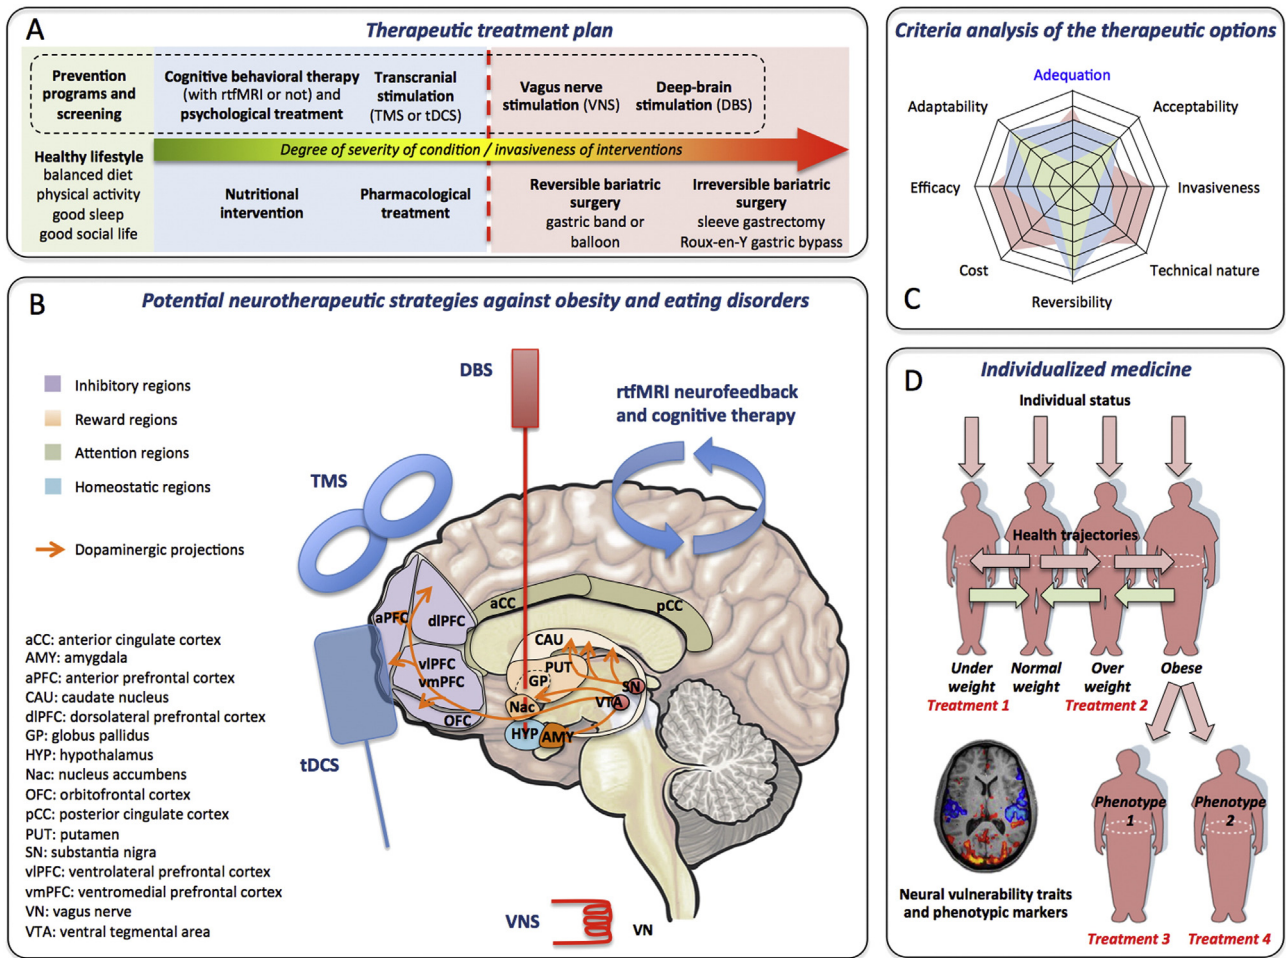 A
Therapeutic treatment plan
Prevention
programs and
screening
Cognitive behavioral therapy
(with rtfMRI or not) and
psychological treatment
Transcranial
stimulation
(TMS or tDCS)
Vagus nerve
stimulation (VNS)
Deep-brain
stimulation (DBS)
Degree of severity of condition / invasiveness of interventions
Healthy lifestyle
balanced diet
physical activity
good sleep
good social life
Nutritional
intervention
Pharmacological
treatment
Reversible bariatric
surgery
gastric band or
balloon
Irreversible bariatric
surgery
sleeve gastrectomy
Roux-en-Y gastric bypass
B
Potential neurotherapeutic strategies against obesity and eating disorders
Inhibitory regions
Reward regions
Attention regions
Homeostatic regions
Dopaminergic projections
aCC: anterior cingulate cortex
AMY: amygdala
aPFC: anterior prefrontal cortex
CAU: caudate nucleus
dlPFC: dorsolateral prefrontal cortex
GP: globus pallidus
HYP: hypothalamus
Nac: nucleus accumbens
OFC: orbitofrontal cortex
pCC: posterior cingulate cortex
PUT: putamen
SN: substantia nigra
vlPFC: ventrolateral prefrontal cortex
vmPFC: ventromedial prefrontal cortex
VN: vagus nerve
VTA: ventral tegmental area
DBS
rtfMRI neurofeedback
and cognitive therapy
TMS
tDCS
aPFC
dlPFC
vlPFC
vmPFC
OFC
aCC
pCC
CAU
PUT
GP
Nac
SN
VTA
HYP
AMY
VNS
VN
Criteria analysis of the therapeutic options
Adequation
Adaptability
Acceptability
Efficacy
Invasiveness
Cost
Technical nature
Reversibility
C
D
Individualized medicine
Individual status
Health trajectories
Under
weight
Treatment 1
Normal
weight
Over
weight
Treatment 2
Obese
Phenotype
1
Phenotype
2
Neural vulnerability traits
and phenotypic markers
Treatment 3
Treatment 4